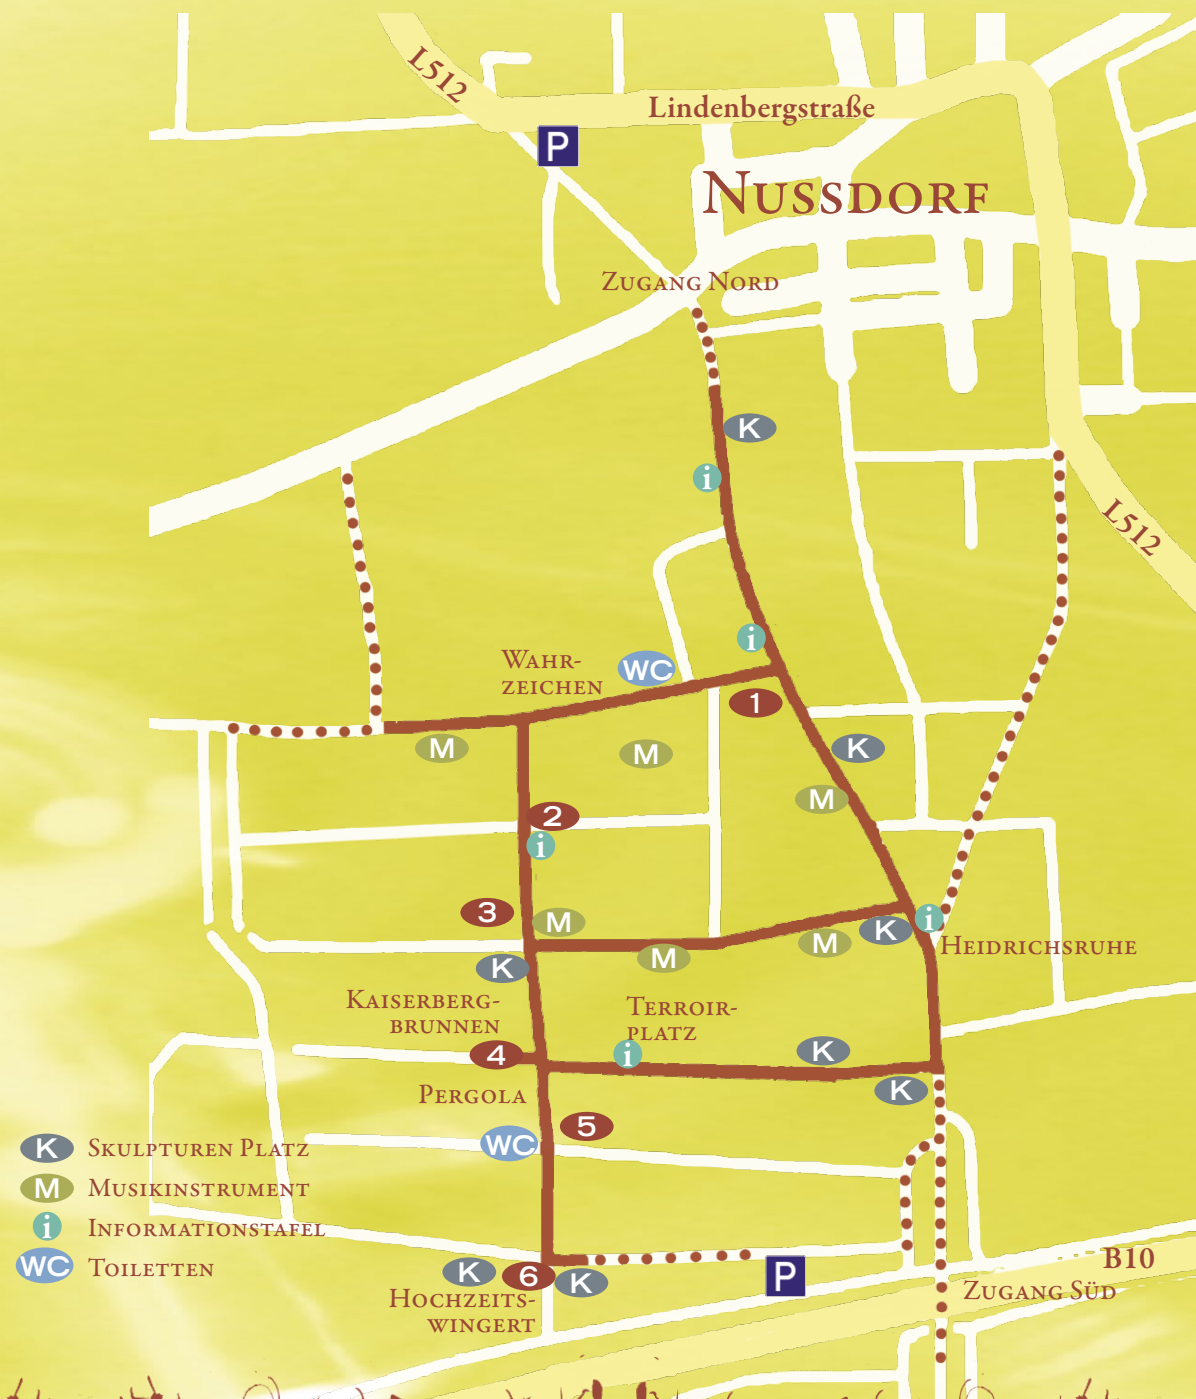 L512
Lindenbergstraße
P
NUSSDORF
ZUGANG NORD
K
i
L512
i
WAHR-
ZEICHEN
WC
1
M
M
K
M
2
i
3
M
K
i
M
HEIDRICHSRUHE
M
K
KAISERBERG-
BRUNNEN
TERROIR-
PLATZ
4
i
K
PERGOLA
K
5
WC
K SKULPTUREN PLATZ
M MUSIKINSTRUMENT
i INFORMATIONSTAFEL
WC TOILETTEN
B10
K
6
K
P
ZUGANG SÜD
HOCHZEITS-
WINGERT